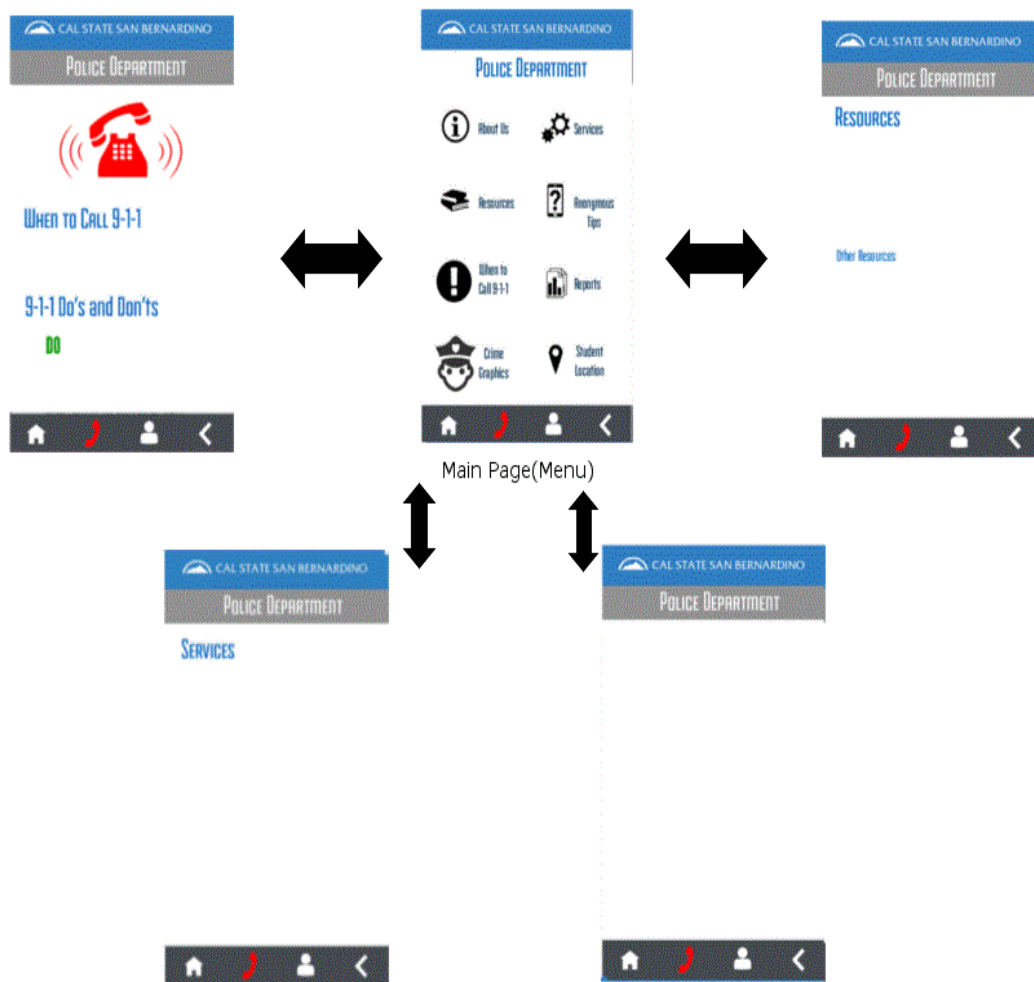 CAL STATE SAN BERNARDINO
POLICE DEPARTMENT
WHEN TO CALL 9-1-1
9-1-1 Do's and Don'ts
DO
CAL STATE SAN BERNARDINO
POLICE DEPARTMENT
About Us
Services
Resources
Anonymous
Tips
When to
Call 9-1-1
Reports
Crime
Graphics
Student
Location
Main Page(Menu)
CAL STATE SAN BERNARDINO
POLICE DEPARTMENT
RESOURCES
Other Resources
CAL STATE SAN BERNARDINO
POLICE DEPARTMENT
SERVICES
CAL STATE SAN BERNARDINO
POLICE DEPARTMENT